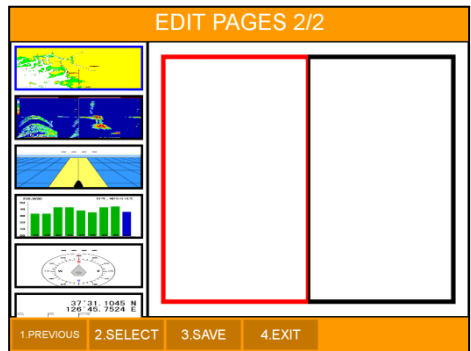 EDIT PAGES 2/2
W
E
37°31.1045 N
126°45.7524 E
1.PREVIOUS 2.SELECT 3.SAVE 4.EXIT